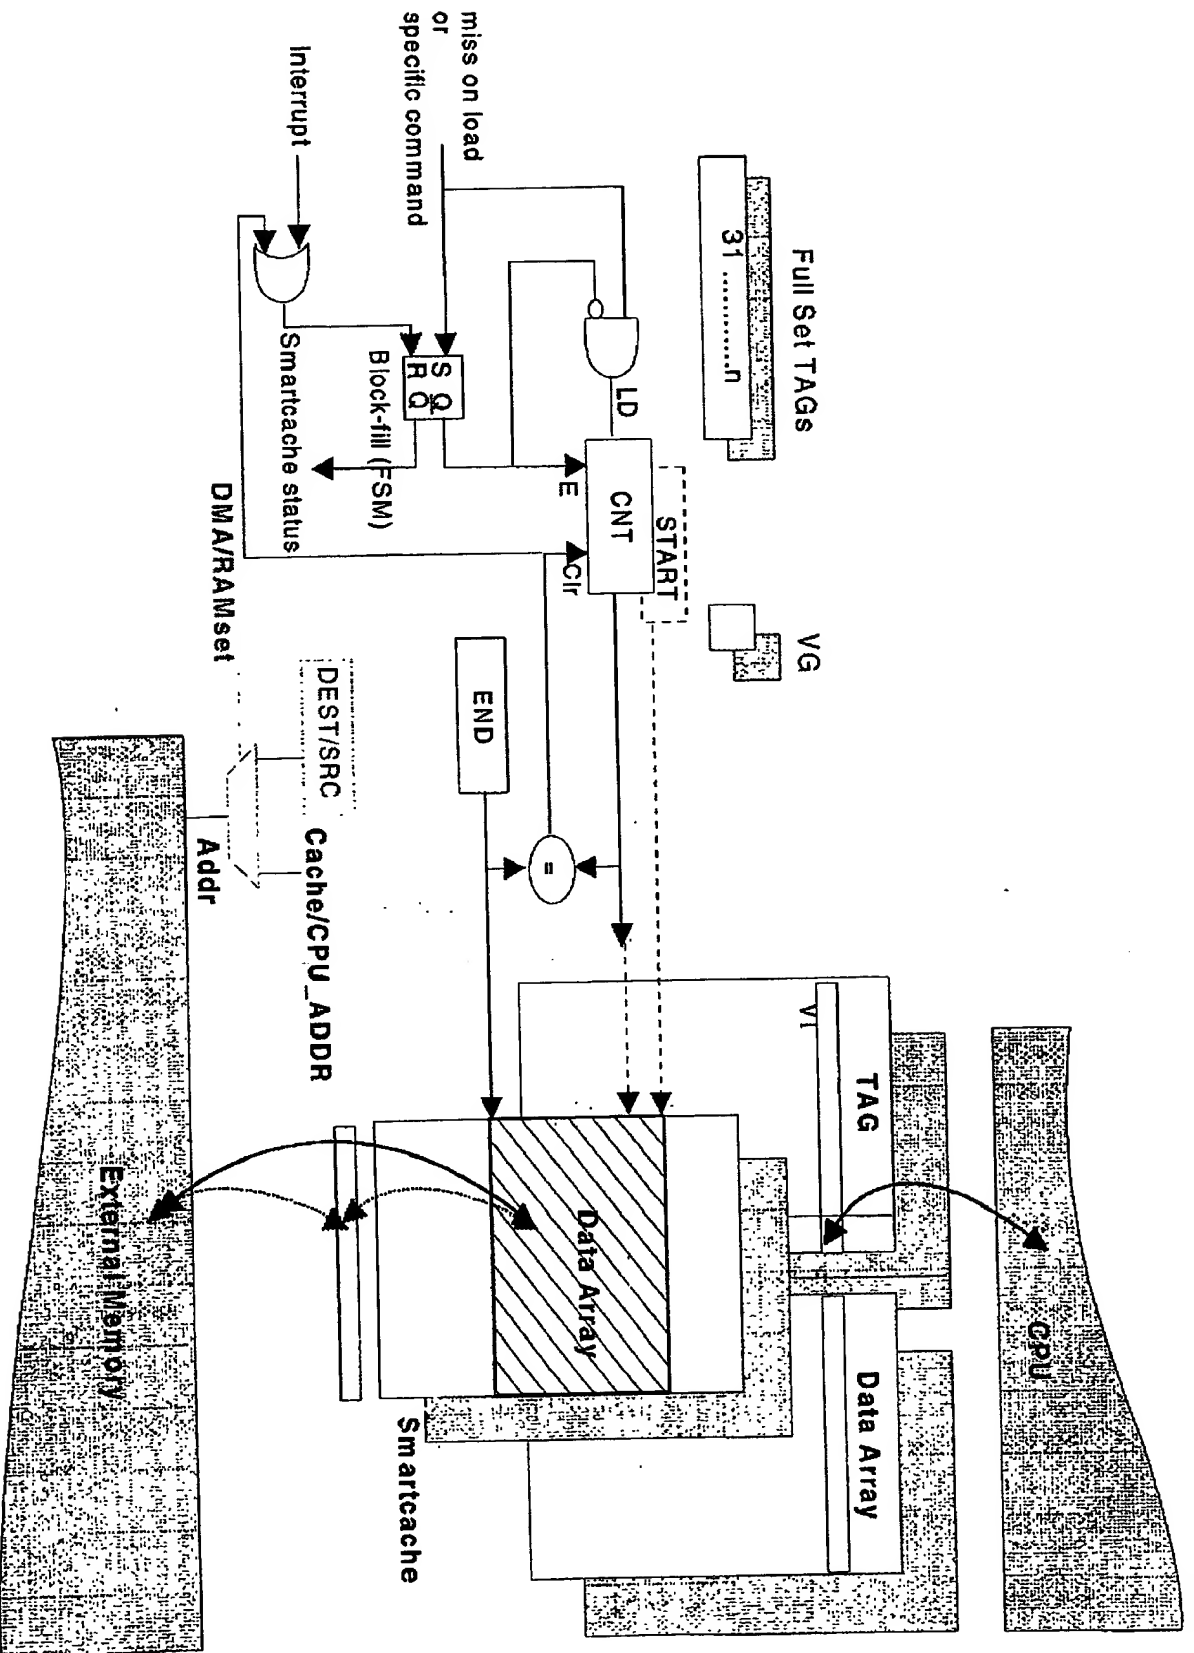 Full Set TAGs
31 ..........n
VG
miss on load
or
specific command
Interrupt
LD
START
CNT
E
Clr
S Q
R Q
Block-fill (FSM)
Smartcache status
DMA/RAMset
END
=
DEST/SRC
Cache/CPU_ADDR
Addr
CPU
TAG
VI
Data Array
Data Array
Smartcache
External Memory